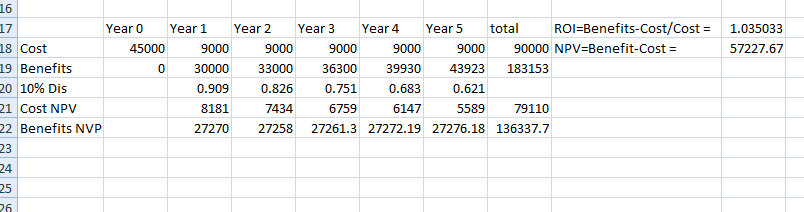 16
17 Year 0 Year 1 Year 2 Year 3 Year 4 Year 5 total ROI=Benefits-Cost/Cost = 1.035033
18 Cost 45000 9000 9000 9000 9000 9000 90000 NPV=Benefit-Cost = 57227.67
19 Benefits 0 30000 33000 36300 39930 43923 183153
20 10% Dis 0.909 0.826 0.751 0.683 0.621
21 Cost NPV 8181 7434 6759 6147 5589 79110
22 Benefits NVP 27270 27258 27261.3 27272.19 27276.18 136337.7
23
24
25
26